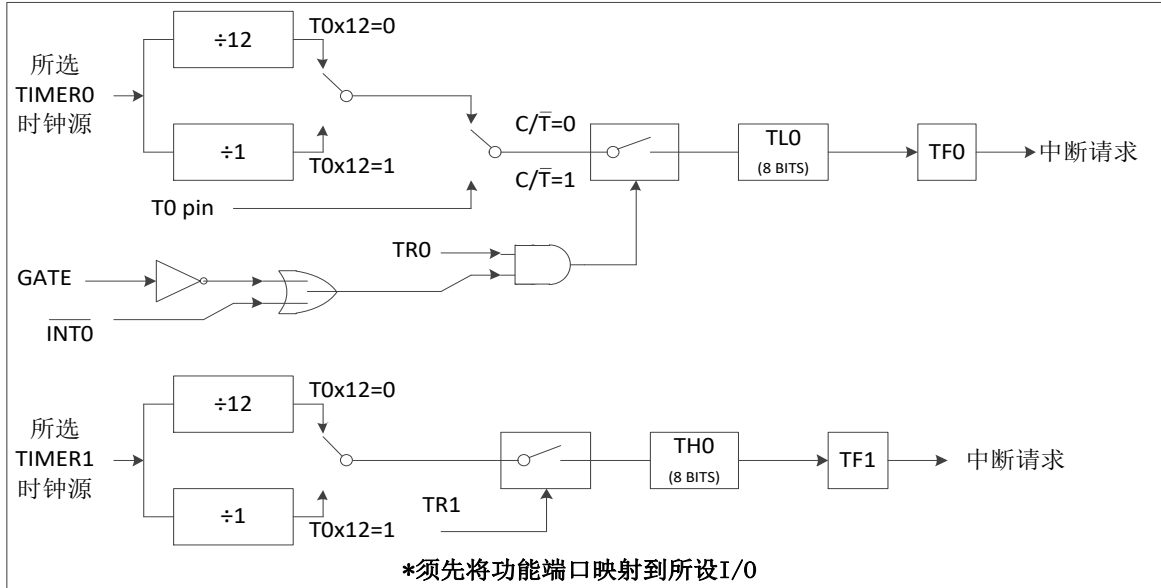 ÷12
T0x12=0
所选
TIMER0
时钟源
÷1
T0x12=1
C/T̅=0
C/T̅=1
T0 pin
TL0
(8 BITS)
TF0
中断请求
TR0
GATE
I̅N̅T̅0̅
÷12
T0x12=0
所选
TIMER1
时钟源
÷1
T0x12=1
TR1
TH0
(8 BITS)
TF1
中断请求
*须先将功能端口映射到所设I/O